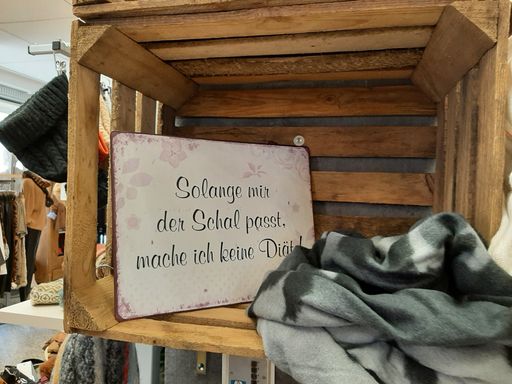 Solange mir
der Schal passt,
mache ich keine Diät!